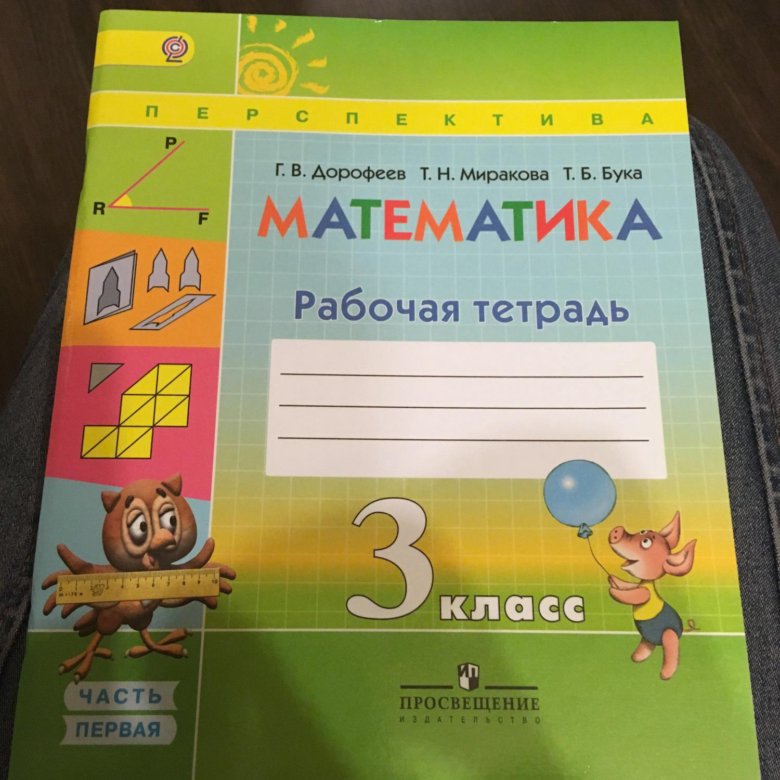 ПЕРСПЕКТИВА
Г. В. Дорофеев Т. Н. Миракова Т. Б. Бука
МАТЕМАТИКА
Рабочая тетрадь
P
R
F
3 класс
ЧАСТЬ
ПЕРВАЯ
ПРОСВЕЩЕНИЕ
ИЗДАТЕЛЬСТВО